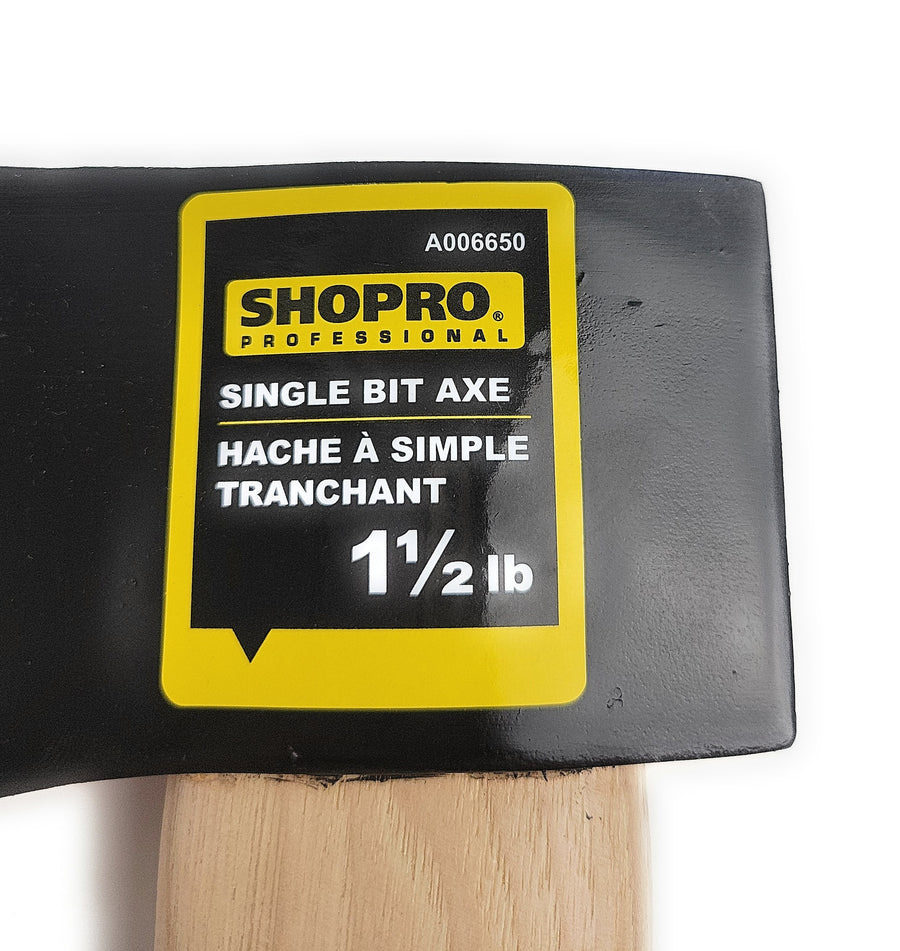 A006650
SHOPRO®
PROFESSIONAL
SINGLE BIT AXE
HACHE À SIMPLE
TRANCHANT
1½ lb